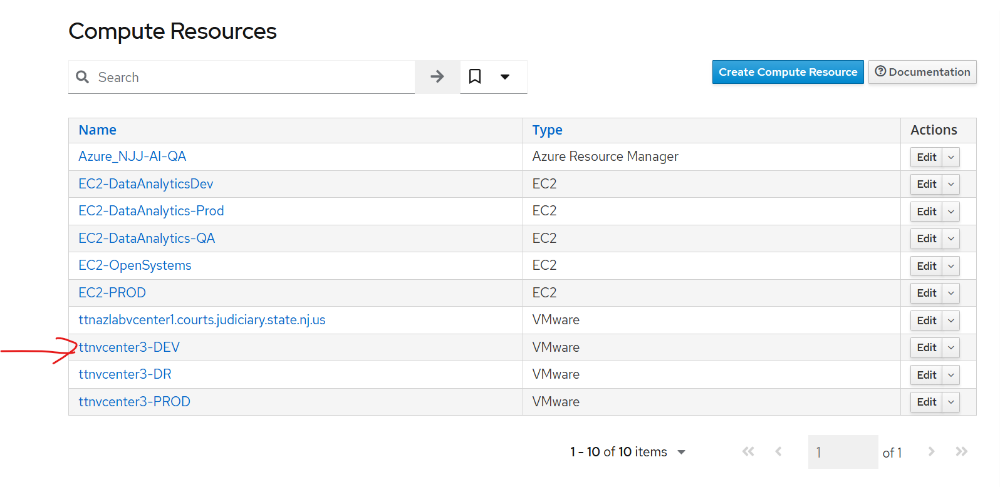 Compute Resources
Search
Create Compute Resource
Documentation
Name Type Actions
Azure_NJJ-AI-QA Azure Resource Manager Edit
EC2-DataAnalyticsDev EC2 Edit
EC2-DataAnalytics-Prod EC2 Edit
EC2-DataAnalytics-QA EC2 Edit
EC2-OpenSystems EC2 Edit
EC2-PROD EC2 Edit
ttnazlabvcenter1.courts.judiciary.state.nj.us VMware Edit
ttnvcenter3-DEV VMware Edit
ttnvcenter3-DR VMware Edit
ttnvcenter3-PROD VMware Edit
1 - 10 of 10 items 1 of 1